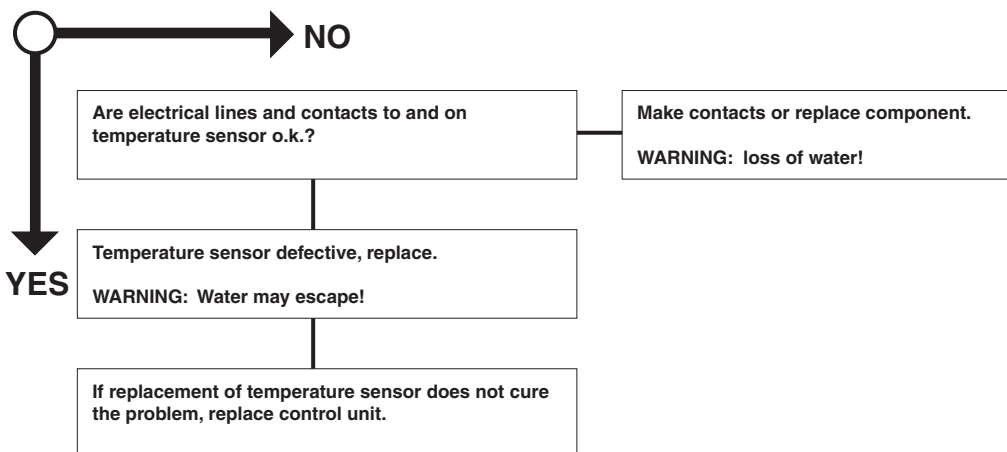 NO
Are electrical lines and contacts to and on
temperature sensor o.k.?
Make contacts or replace component.
WARNING: loss of water!
YES
Temperature sensor defective, replace.
WARNING: Water may escape!
If replacement of temperature sensor does not cure
the problem, replace control unit.